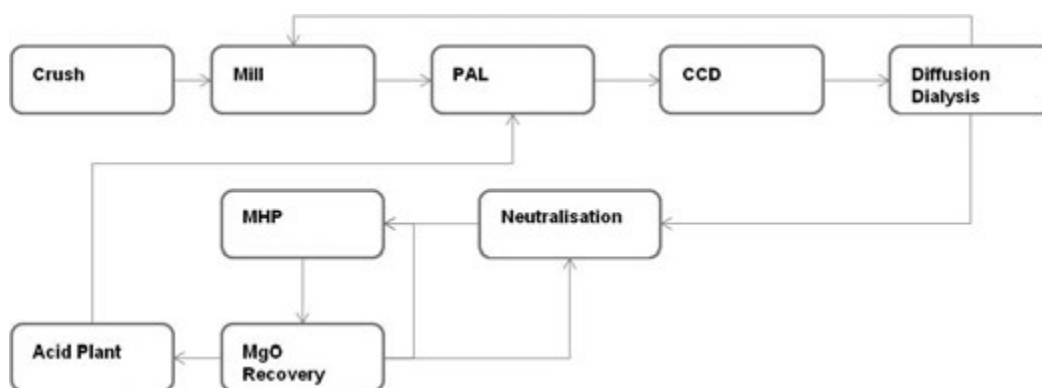 Crush
Mill
PAL
CCD
Diffusion
Dialysis
MHP
Neutralisation
Acid Plant
MgO
Recovery